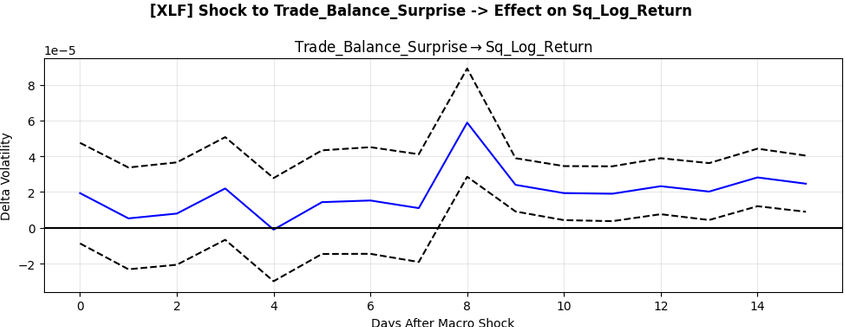 [XLF] Shock to Trade_Balance_Surprise -> Effect on Sq_Log_Return
Trade_Balance_Surprise→Sq_Log_Return
1e−5
8
6
4
2
0
−2
Delta Volatility
0 2 4 6 8 10 12 14
Days After Macro Shock